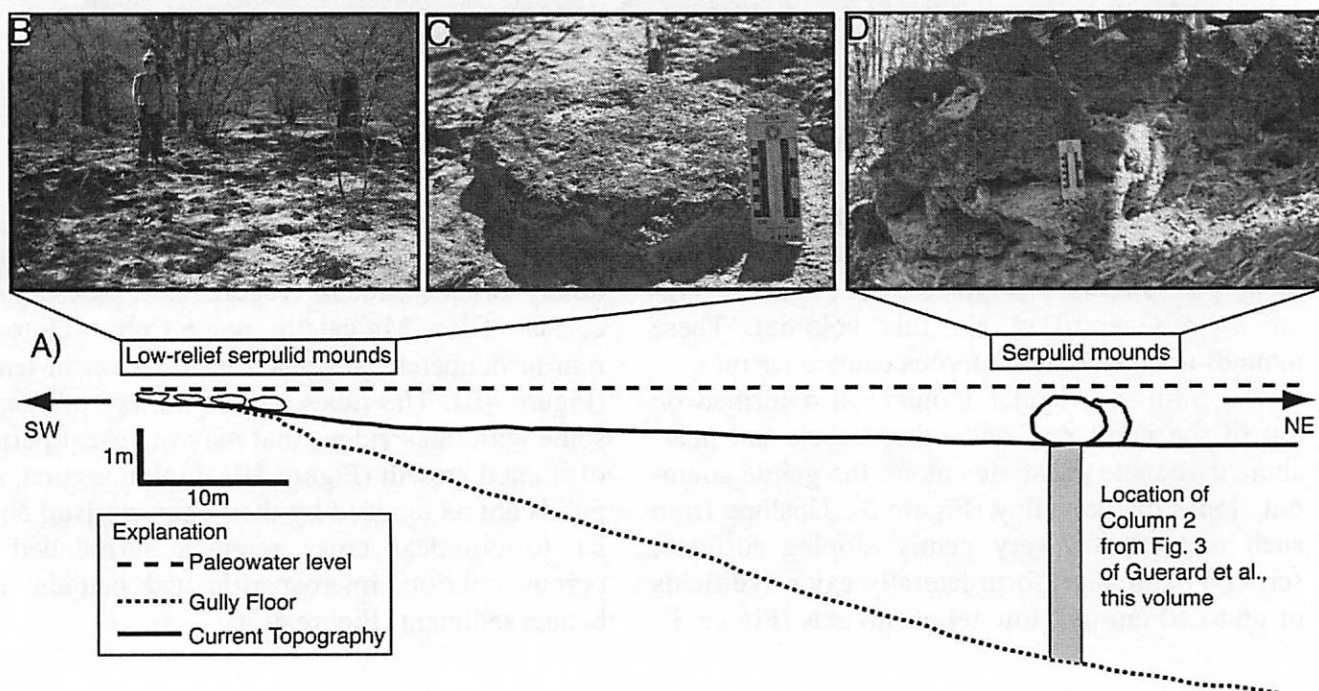 B
C
D
A)
Low-relief serpulid mounds
Serpulid mounds
SW
NE
1m
10m
Explanation
Paleowater level
Gully Floor
Current Topography
Location of
Column 2
from Fig. 3
of Guerard et al.,
this volume